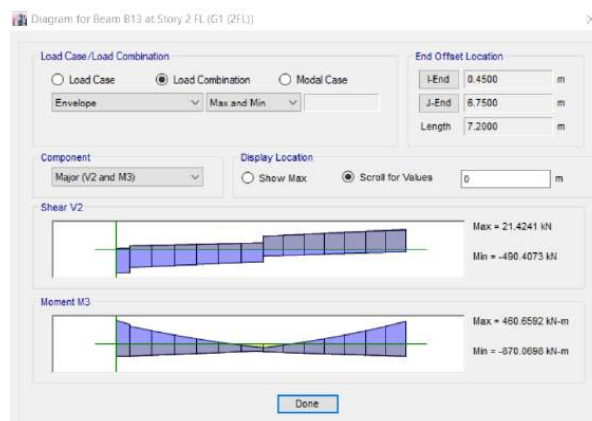 Diagram for Beam B13 at Story 2 FL (G1 (2FL))
Load Case/Load Combination
Load Case Load Combination Modal Case
Envelope Max and Min
End Offset Location
I-End 0.4500 m
J-End 6.7500 m
Length 7.2000 m
Component
Major (V2 and M3)
Display Location
Show Max Scroll for Values 0 m
Shear V2
Max = 21.4241 kN
Min = -490.4073 kN
Moment M3
Max = 460.6592 kN-m
Min = -870.0698 kN-m
Done